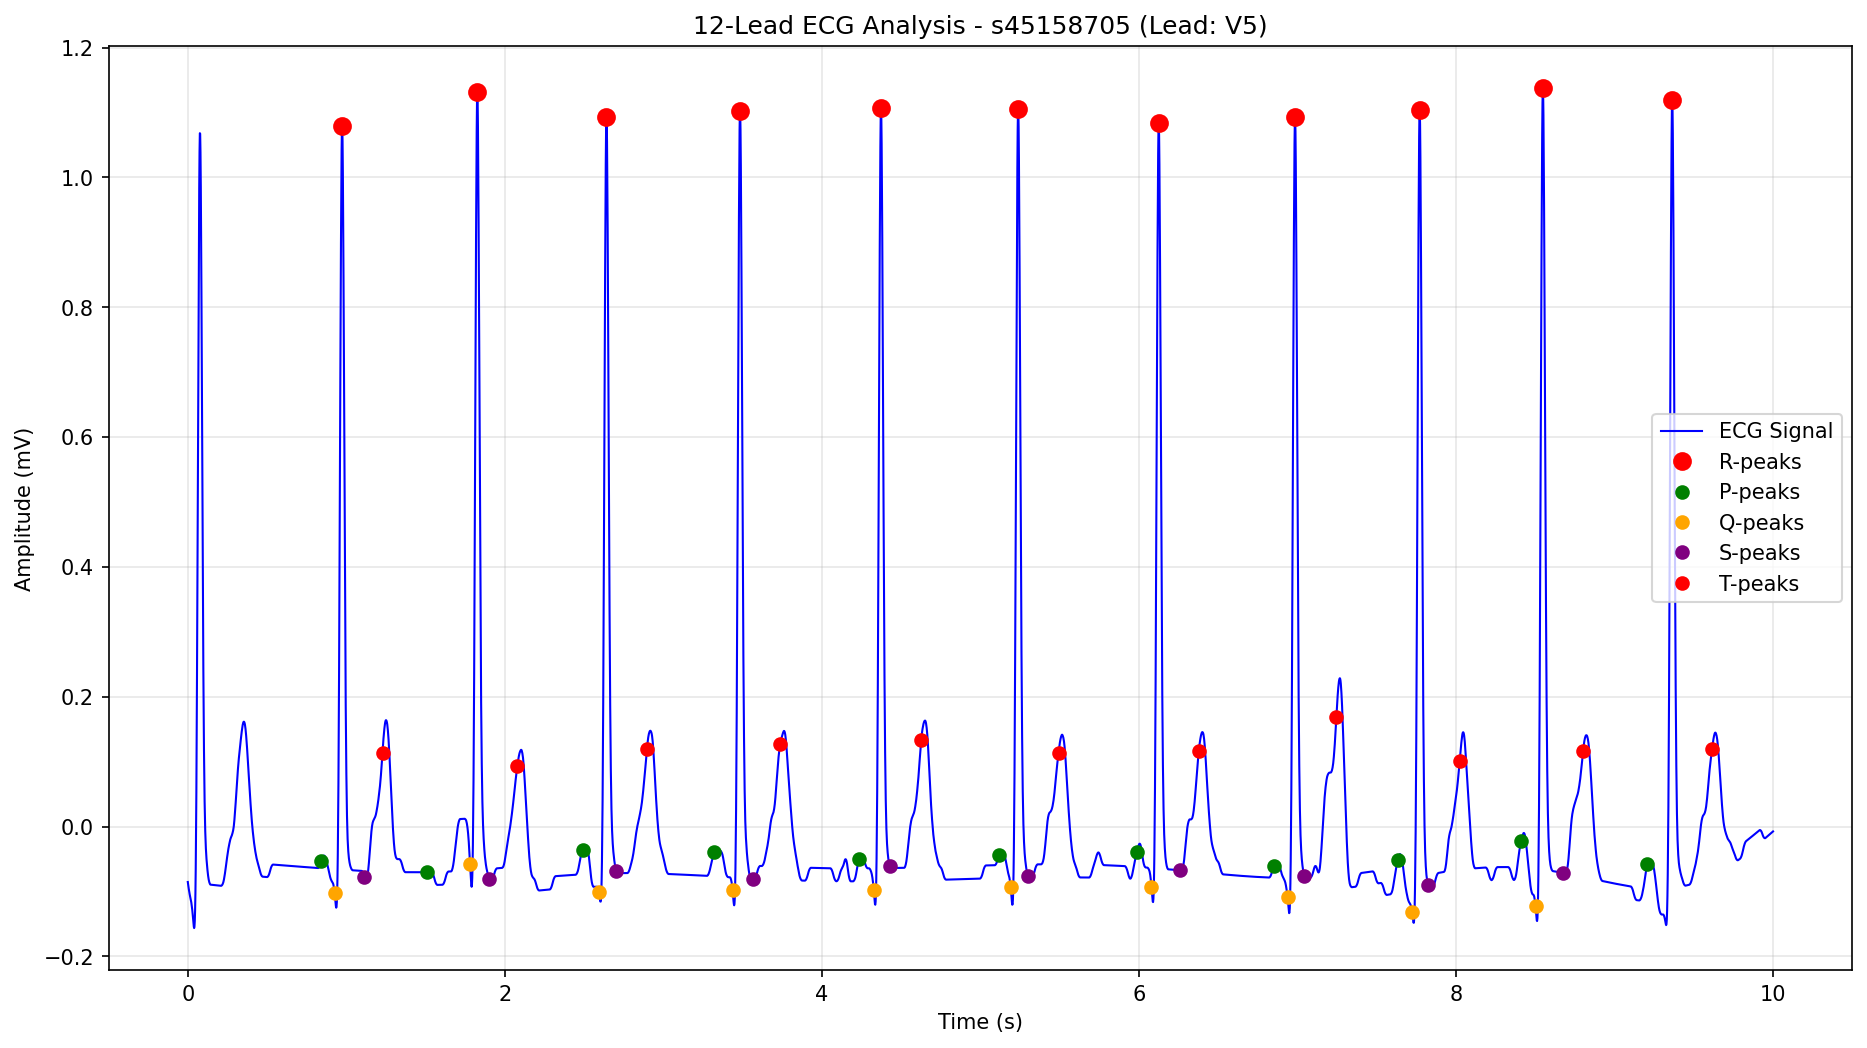 12-Lead ECG Analysis - s45158705 (Lead: V5)
Amplitude (mV)
1.2
1.0
0.8
0.6
0.4
0.2
0.0
−0.2
ECG Signal
R-peaks
P-peaks
Q-peaks
S-peaks
T-peaks
0 2 4 6 8 10
Time (s)